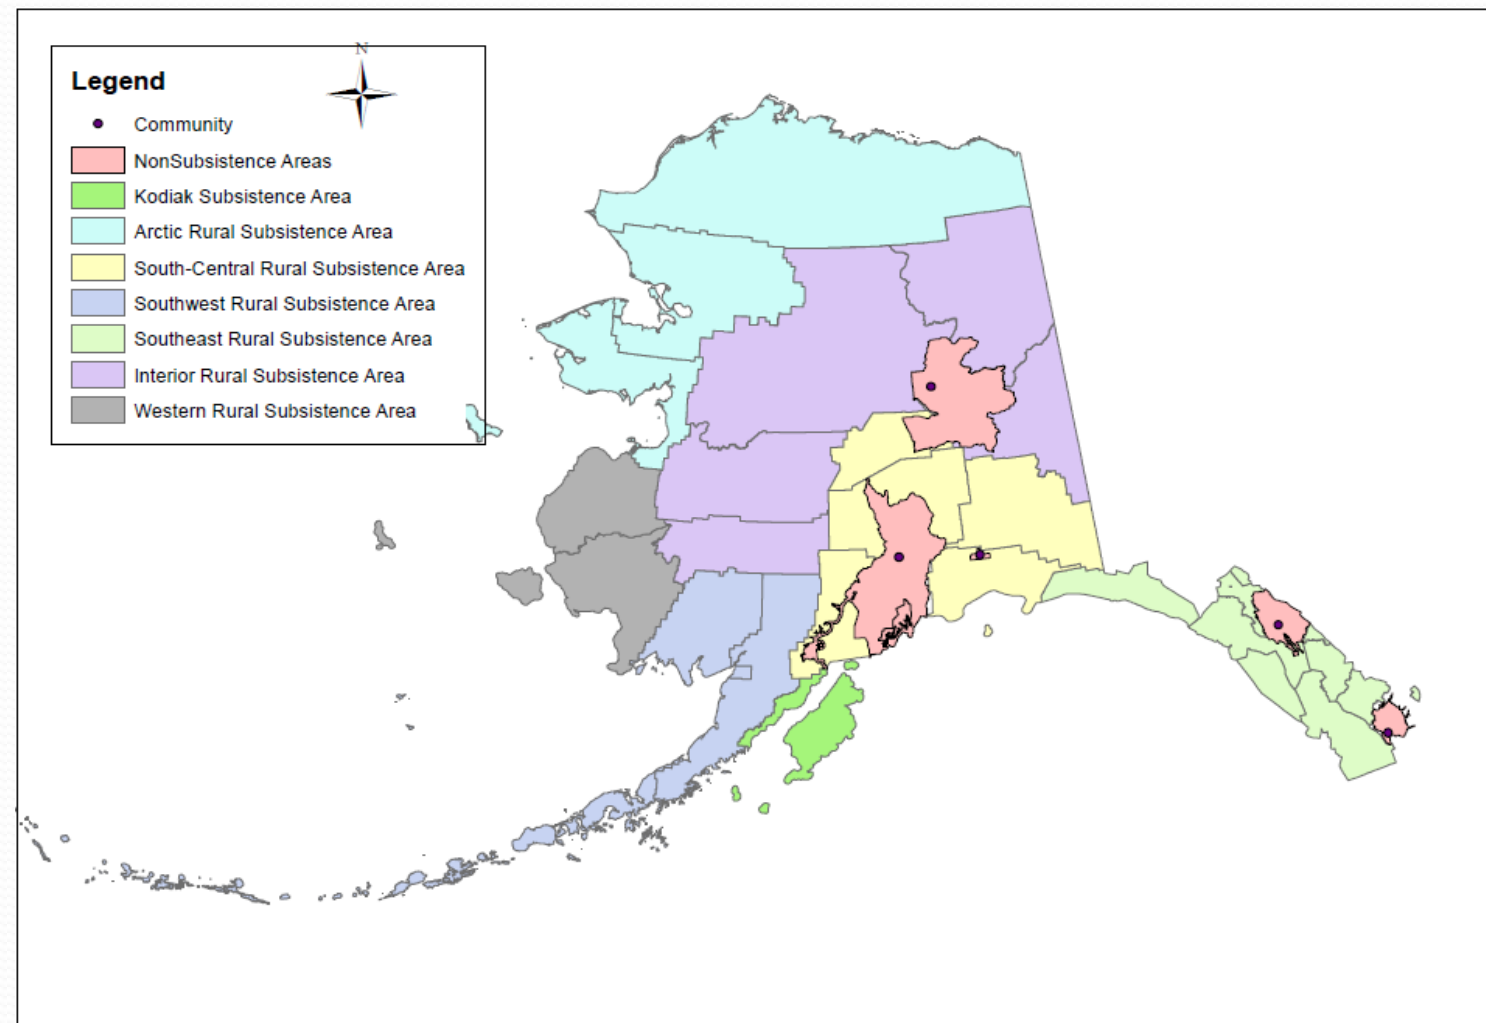 N
Legend
Community
NonSubsistence Areas
Kodiak Subsistence Area
Arctic Rural Subsistence Area
South-Central Rural Subsistence Area
Southwest Rural Subsistence Area
Southeast Rural Subsistence Area
Interior Rural Subsistence Area
Western Rural Subsistence Area